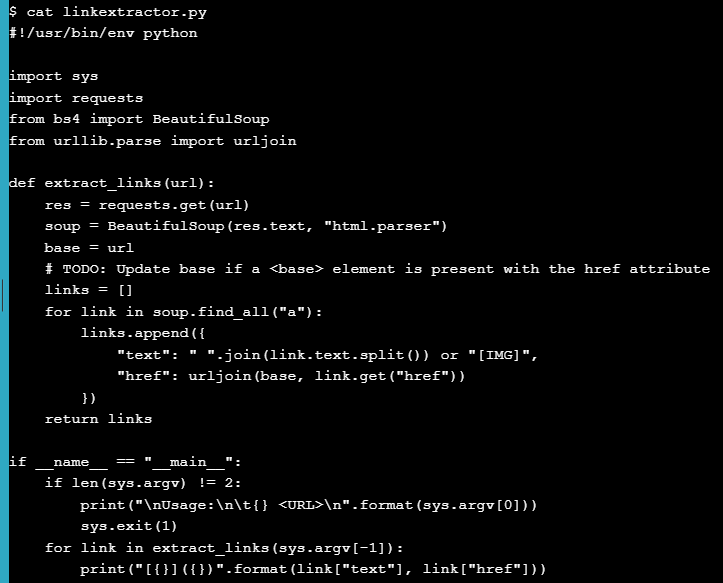 $ cat linkextractor.py
#!/usr/bin/env python

import sys
import requests
from bs4 import BeautifulSoup
from urllib.parse import urljoin

def extract_links(url):
    res = requests.get(url)
    soup = BeautifulSoup(res.text, "html.parser")
    base = url
    # TODO: Update base if a <base> element is present with the href attribute
    links = []
    for link in soup.find_all("a"):
        links.append({
            "text": " ".join(link.text.split()) or "[IMG]",
            "href": urljoin(base, link.get("href"))
        })
    return links

if __name__ == "__main__":
    if len(sys.argv) != 2:
        print("\nUsage:\n\t{} <URL>\n".format(sys.argv[0]))
        sys.exit(1)
    for link in extract_links(sys.argv[-1]):
        print("[{}]({})".format(link["text"], link["href"]))